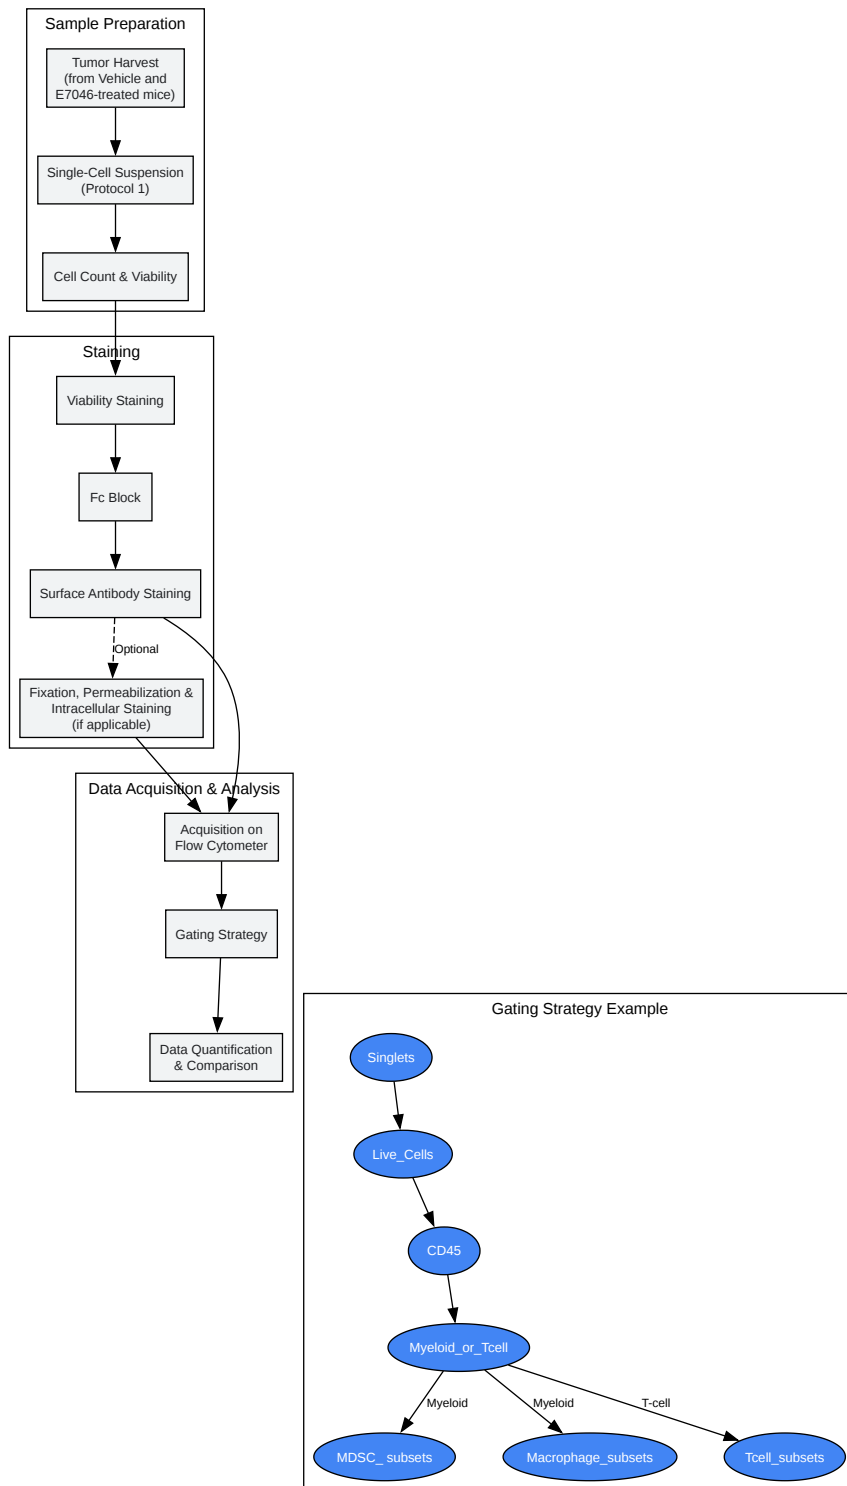 Sample Preparation
Tumor Harvest
(from Vehicle and
E7046-treated mice)
Single-Cell Suspension
(Protocol 1)
Cell Count & Viability
Staining
Viability Staining
Fc Block
Surface Antibody Staining
Optional
Fixation, Permeabilization &
Intracellular Staining
(if applicable)
Data Acquisition & Analysis
Acquisition on
Flow Cytometer
Gating Strategy
Data Quantification
& Comparison
Gating Strategy Example
Singlets
Live_Cells
CD45
Myeloid_or_Tcell
Myeloid
Myeloid
T-cell
MDSC_ subsets
Macrophage_subsets
Tcell_subsets